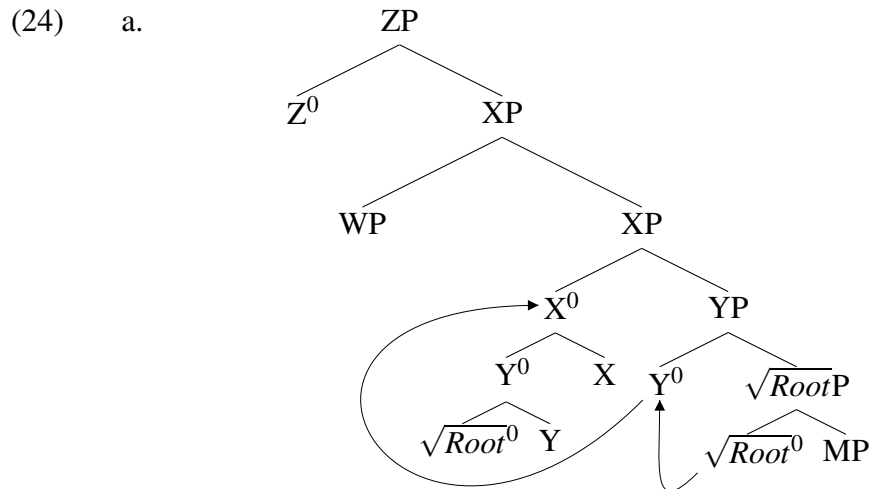 (24) a. ZP
Z⁰ XP
WP XP
X⁰ YP
Y⁰ X Y⁰ √RootP
√Root⁰ Y √Root⁰ MP